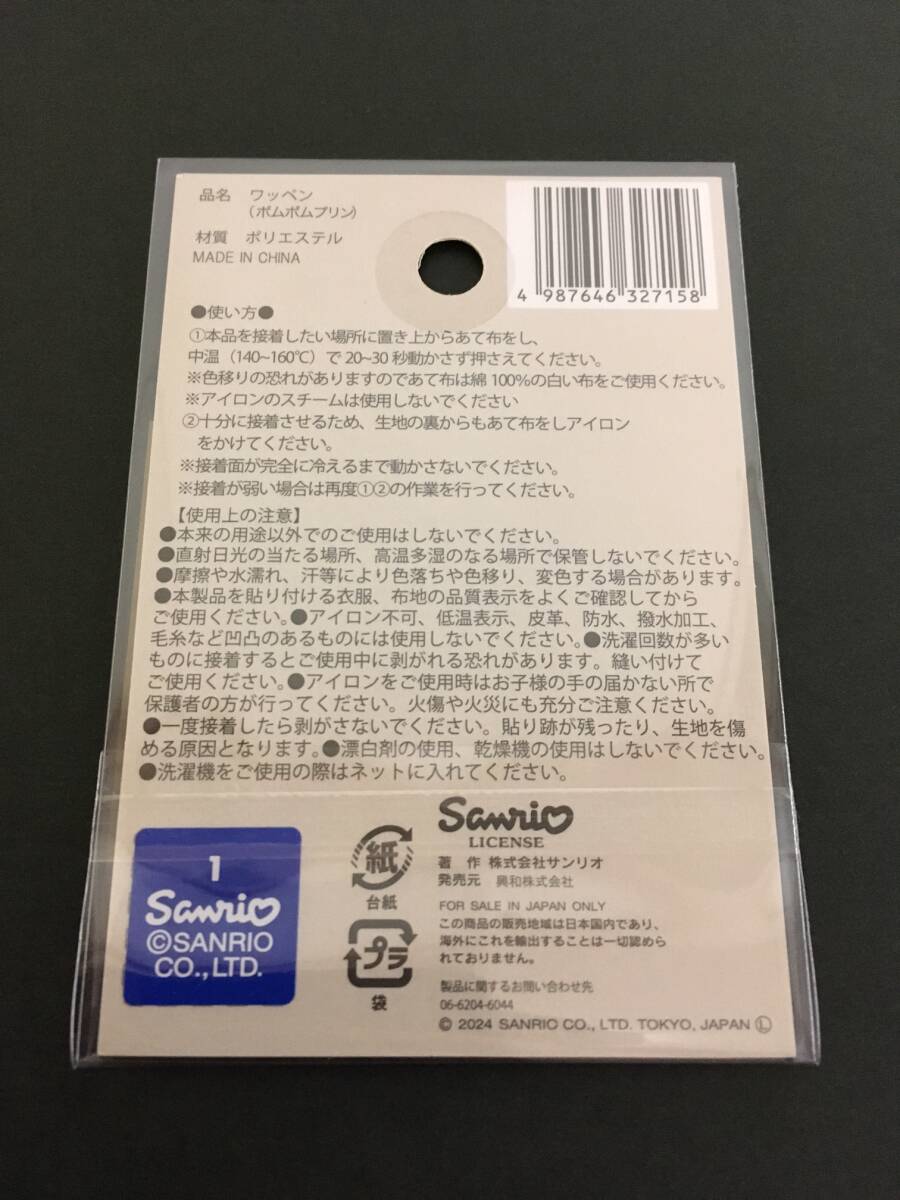 品名　ワッペン
（ポムポムプリン）
材質　ポリエステル
MADE IN CHINA
4 987646 327158
●使い方●
①本品を接着したい場所に置き上からあて布をし、
中温（140~160℃）で20~30秒動かさず押さえてください。
※色移りの恐れがありますのであて布は綿100%の白い布をご使用ください。
※アイロンのスチームは使用しないでください
②十分に接着させるため、生地の裏からもあて布をしアイロン
をかけてください。
※接着面が完全に冷えるまで動かさないでください。
※接着が弱い場合は再度①②の作業を行ってください。
【使用上の注意】
●本来の用途以外でのご使用はしないでください。
●直射日光の当たる場所、高温多湿のなる場所で保管しないでください。
●摩擦や水濡れ、汗等により色落ちや色移り、変色する場合があります。
●本製品を貼り付ける衣服、布地の品質表示をよくご確認してから
ご使用ください。●アイロン不可、低温表示、皮革、防水、撥水加工、
毛糸など凹凸のあるものには使用しないでください。●洗濯回数が多い
ものに接着するとご使用中に剥がれる恐れがあります。縫い付けて
ご使用ください。●アイロンをご使用時はお子様の手の届かない所で
保護者の方が行ってください。火傷や火災にも充分ご注意ください。
●一度接着したら剥がさないでください。貼り跡が残ったり、生地を傷
める原因となります。●漂白剤の使用、乾燥機の使用はしないでください。
●洗濯機をご使用の際はネットに入れてください。
1
Sanrio
©SANRIO
CO.,LTD.
紙
台紙
プラ
袋
Sanrio
LICENSE
著　作 株式会社サンリオ
発売元 興和株式会社
FOR SALE IN JAPAN ONLY
この商品の販売地域は日本国内であり、
海外にこれを輸出することは一切認めら
れておりません。
製品に関するお問い合わせ先
06-6204-6044
© 2024 SANRIO CO., LTD. TOKYO, JAPAN Ⓛ